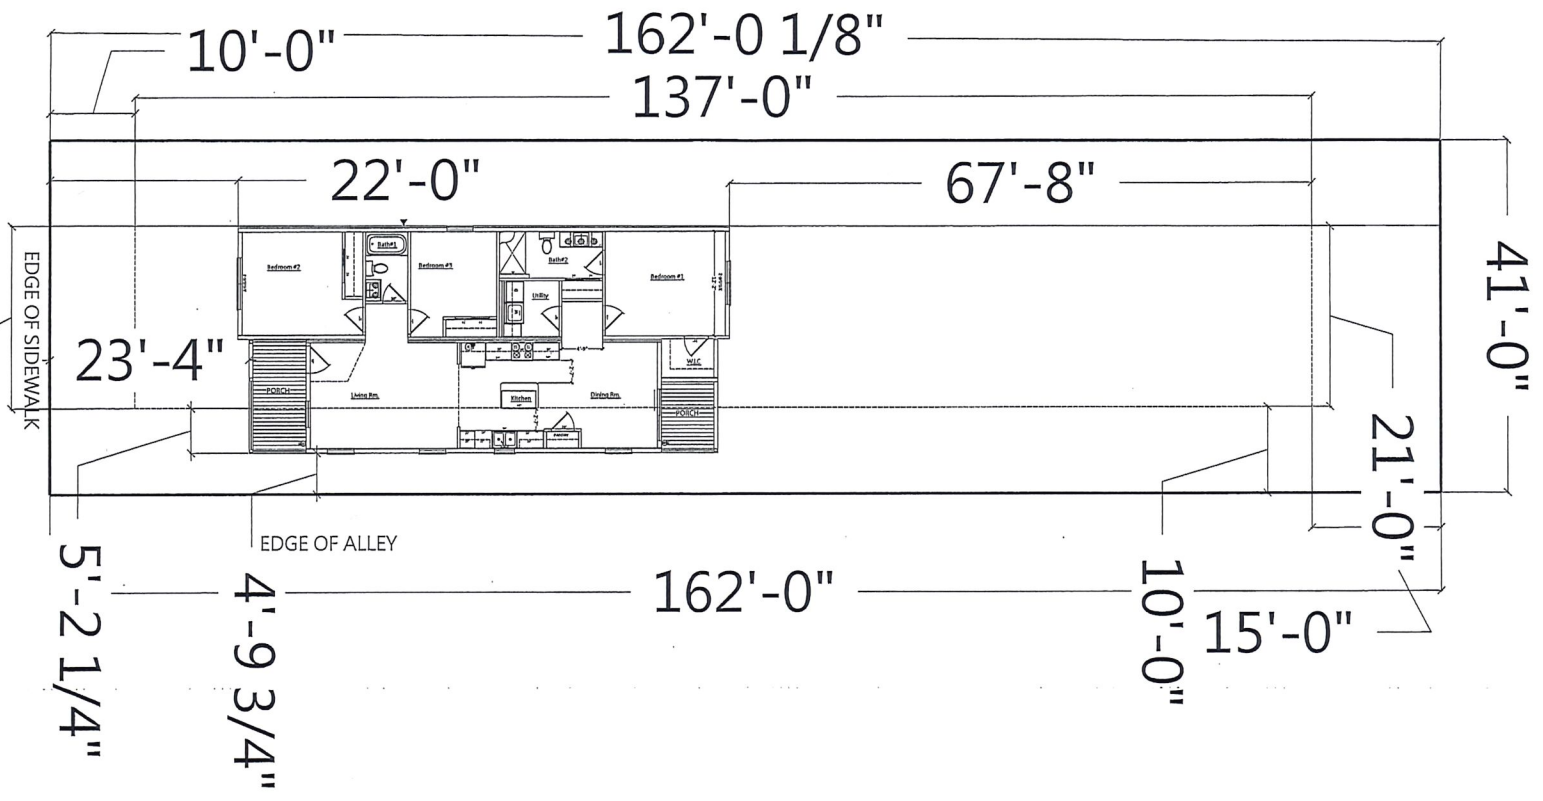 10'-0"
162'-0 1/8"
137'-0"
22'-0"
67'-8"
Bath#1
Bedroom #2
Bedroom #3
Bath#2
Bedroom #1
Utility
EDGE OF SIDEWALK
41'-0"
23'-4"
W.I.C
PORCH
Living Rm.
Kitchen
Dining Rm.
PORCH
PANTRY
21'-0"
EDGE OF ALLEY
5'-2 1/4"
4'-9 3/4"
162'-0"
10'-0"
15'-0"